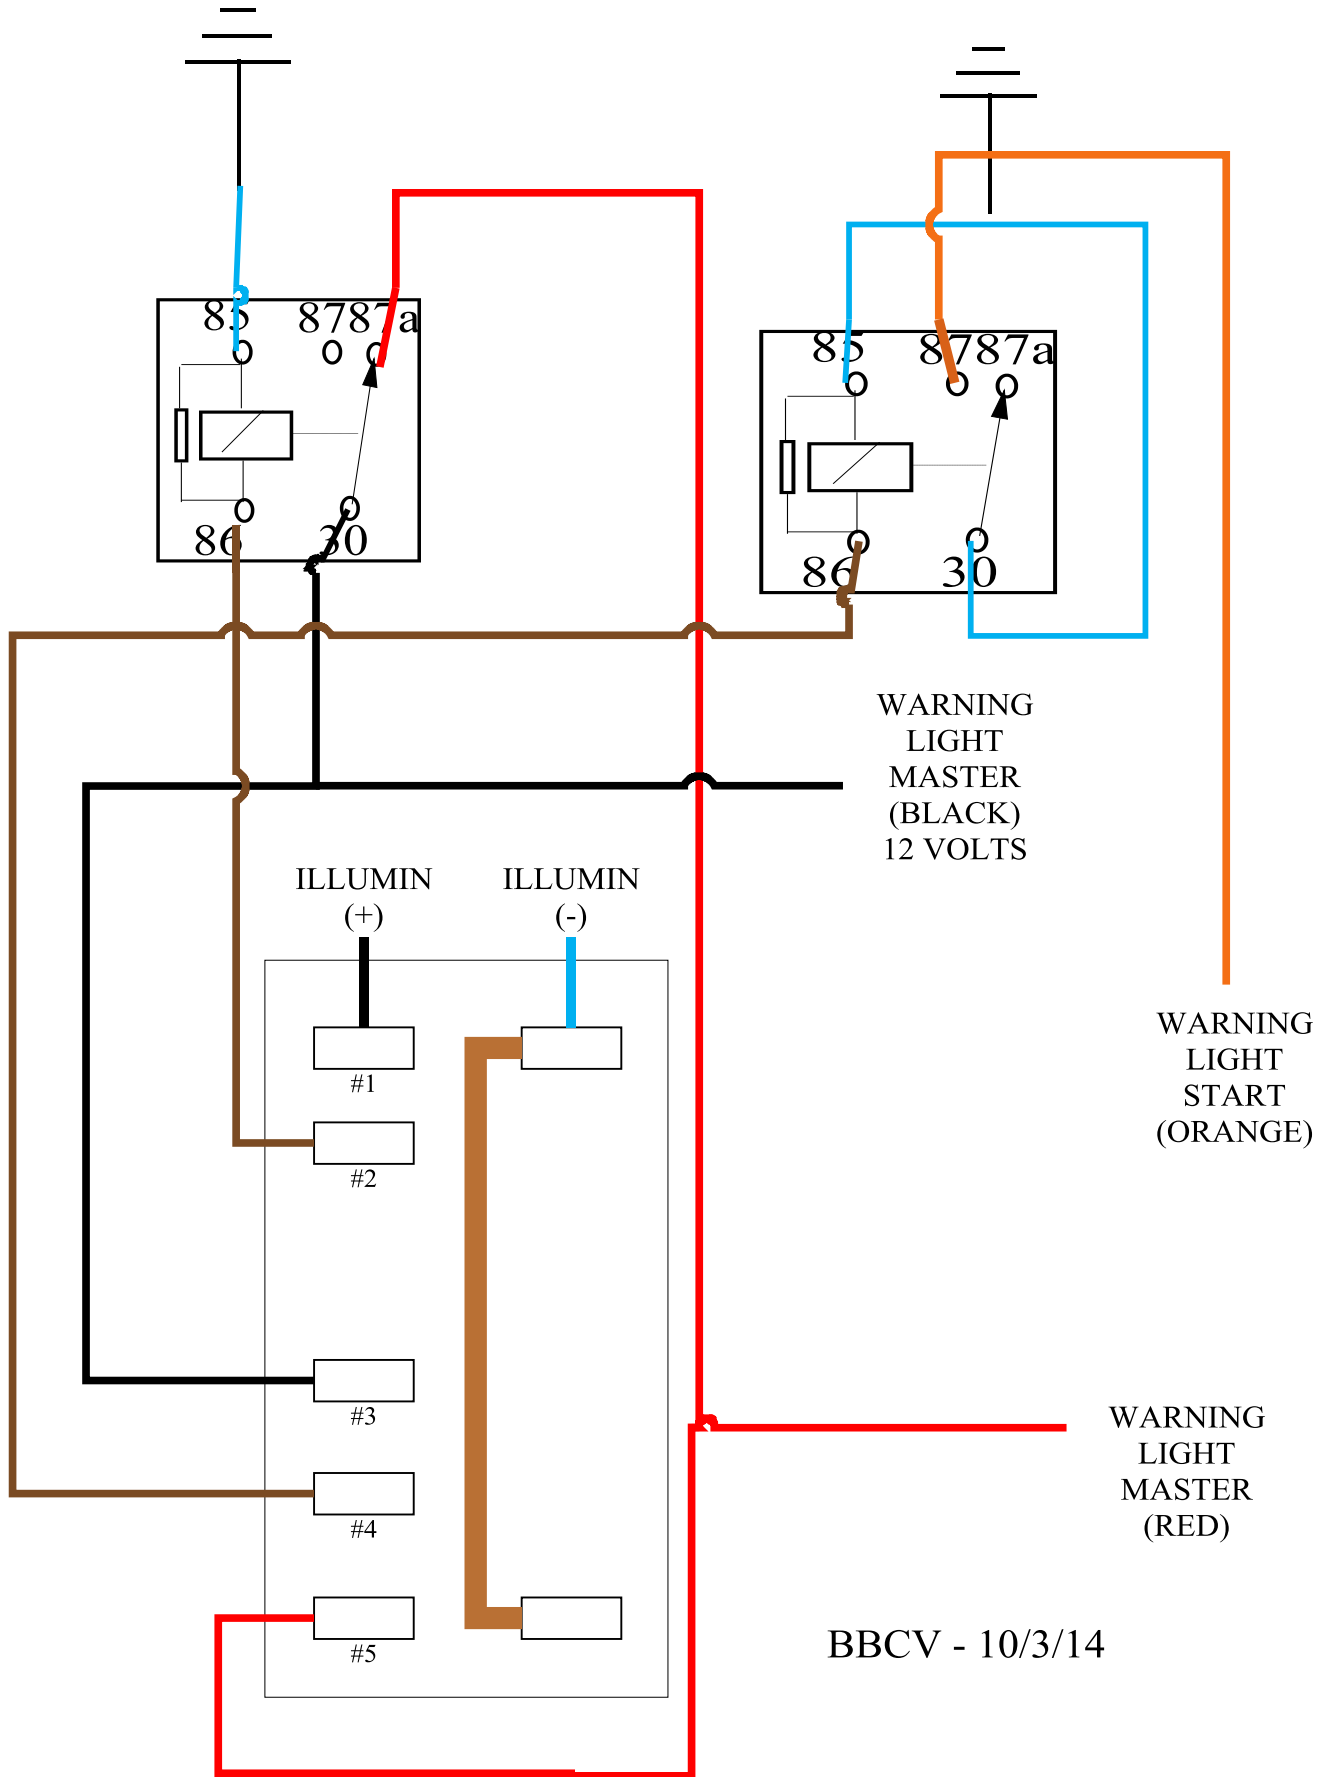 85
87
87a
86
30
85
87
87a
86
30
WARNING
LIGHT
MASTER
(BLACK)
12 VOLTS
ILLUMIN
(+)
ILLUMIN
(-)
#1
#2
#3
#4
#5
WARNING
LIGHT
START
(ORANGE)
WARNING
LIGHT
MASTER
(RED)
BBCV - 10/3/14